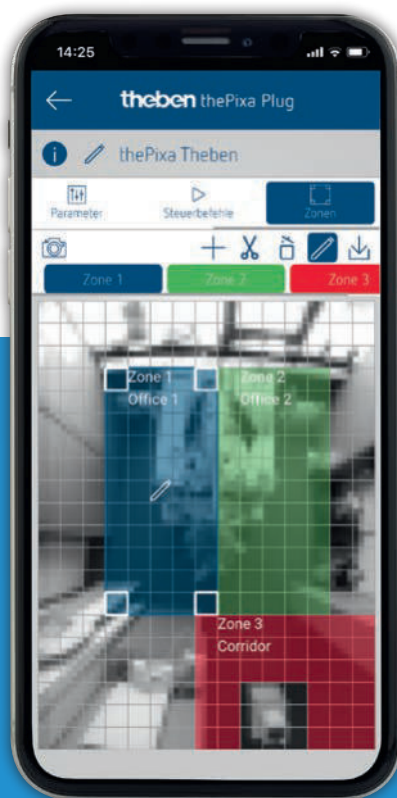 14:25
theben thePixa Plug
i thePixa Theben
Parameter Steuerbefehle Zonen
Zone 1 Zone 2 Zone 3
Zone 1 Zone 2
Office 1 Office 2
Zone 3
Corridor